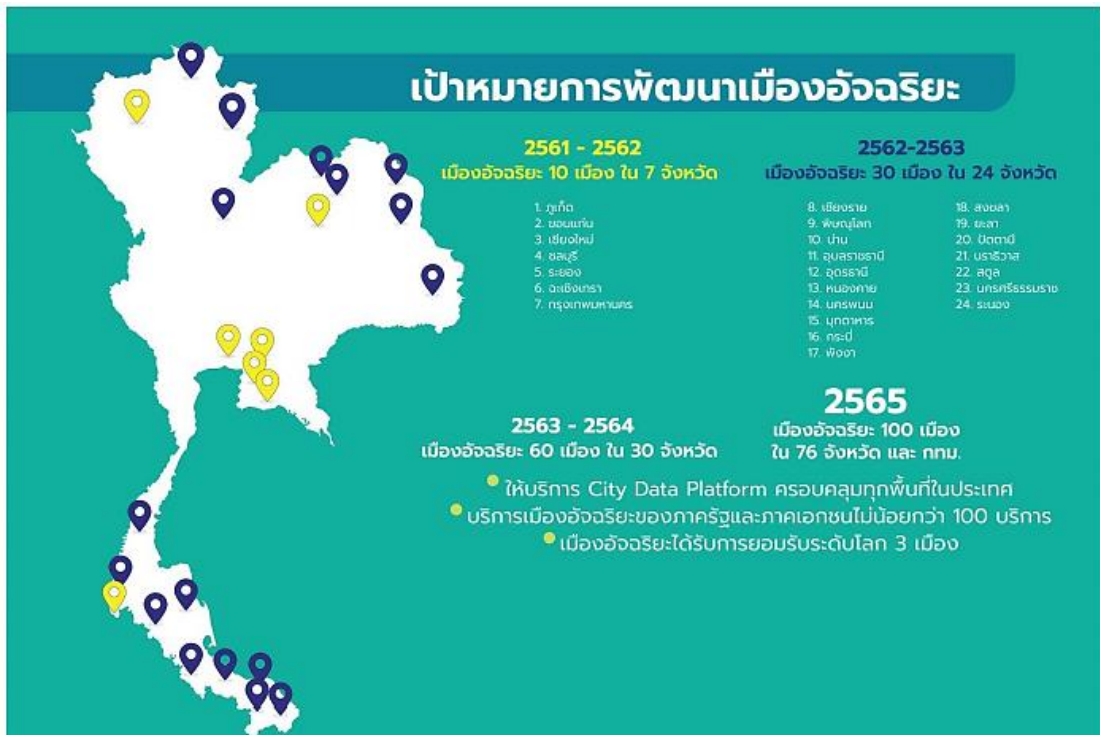 เป้าหมายการพัฒนาเมืองอัจฉริยะ
2561 - 2562
เมืองอัจฉริยะ 10 เมือง ใน 7 จังหวัด
1. ภูเก็ต
2. ขอนแก่น
3. เชียงใหม่
4. ชลบุรี
5. ระยอง
6. ฉะเชิงเทรา
7. กรุงเทพมหานคร
2562-2563
เมืองอัจฉริยะ 30 เมือง ใน 24 จังหวัด
8. เชียงราย
9. พิษณุโลก
10. น่าน
11. อุบลราชธานี
12. อุดรธานี
13. หนองคาย
14. นครพนม
15. มุกดาหาร
16. กระบี่
17. พังงา
18. สงขลา
19. ยะลา
20. ปัตตานี
21. นราธิวาส
22. สตูล
23. นครศรีธรรมราช
24. ระนอง
2563 - 2564
เมืองอัจฉริยะ 60 เมือง ใน 30 จังหวัด
2565
เมืองอัจฉริยะ 100 เมือง
ใน 76 จังหวัด และ กทม.
ให้บริการ City Data Platform ครอบคลุมทุกพื้นที่ในประเทศ
บริการเมืองอัจฉริยะของภาครัฐและภาคเอกชนไม่น้อยกว่า 100 บริการ
เมืองอัจฉริยะได้รับการยอมรับระดับโลก 3 เมือง